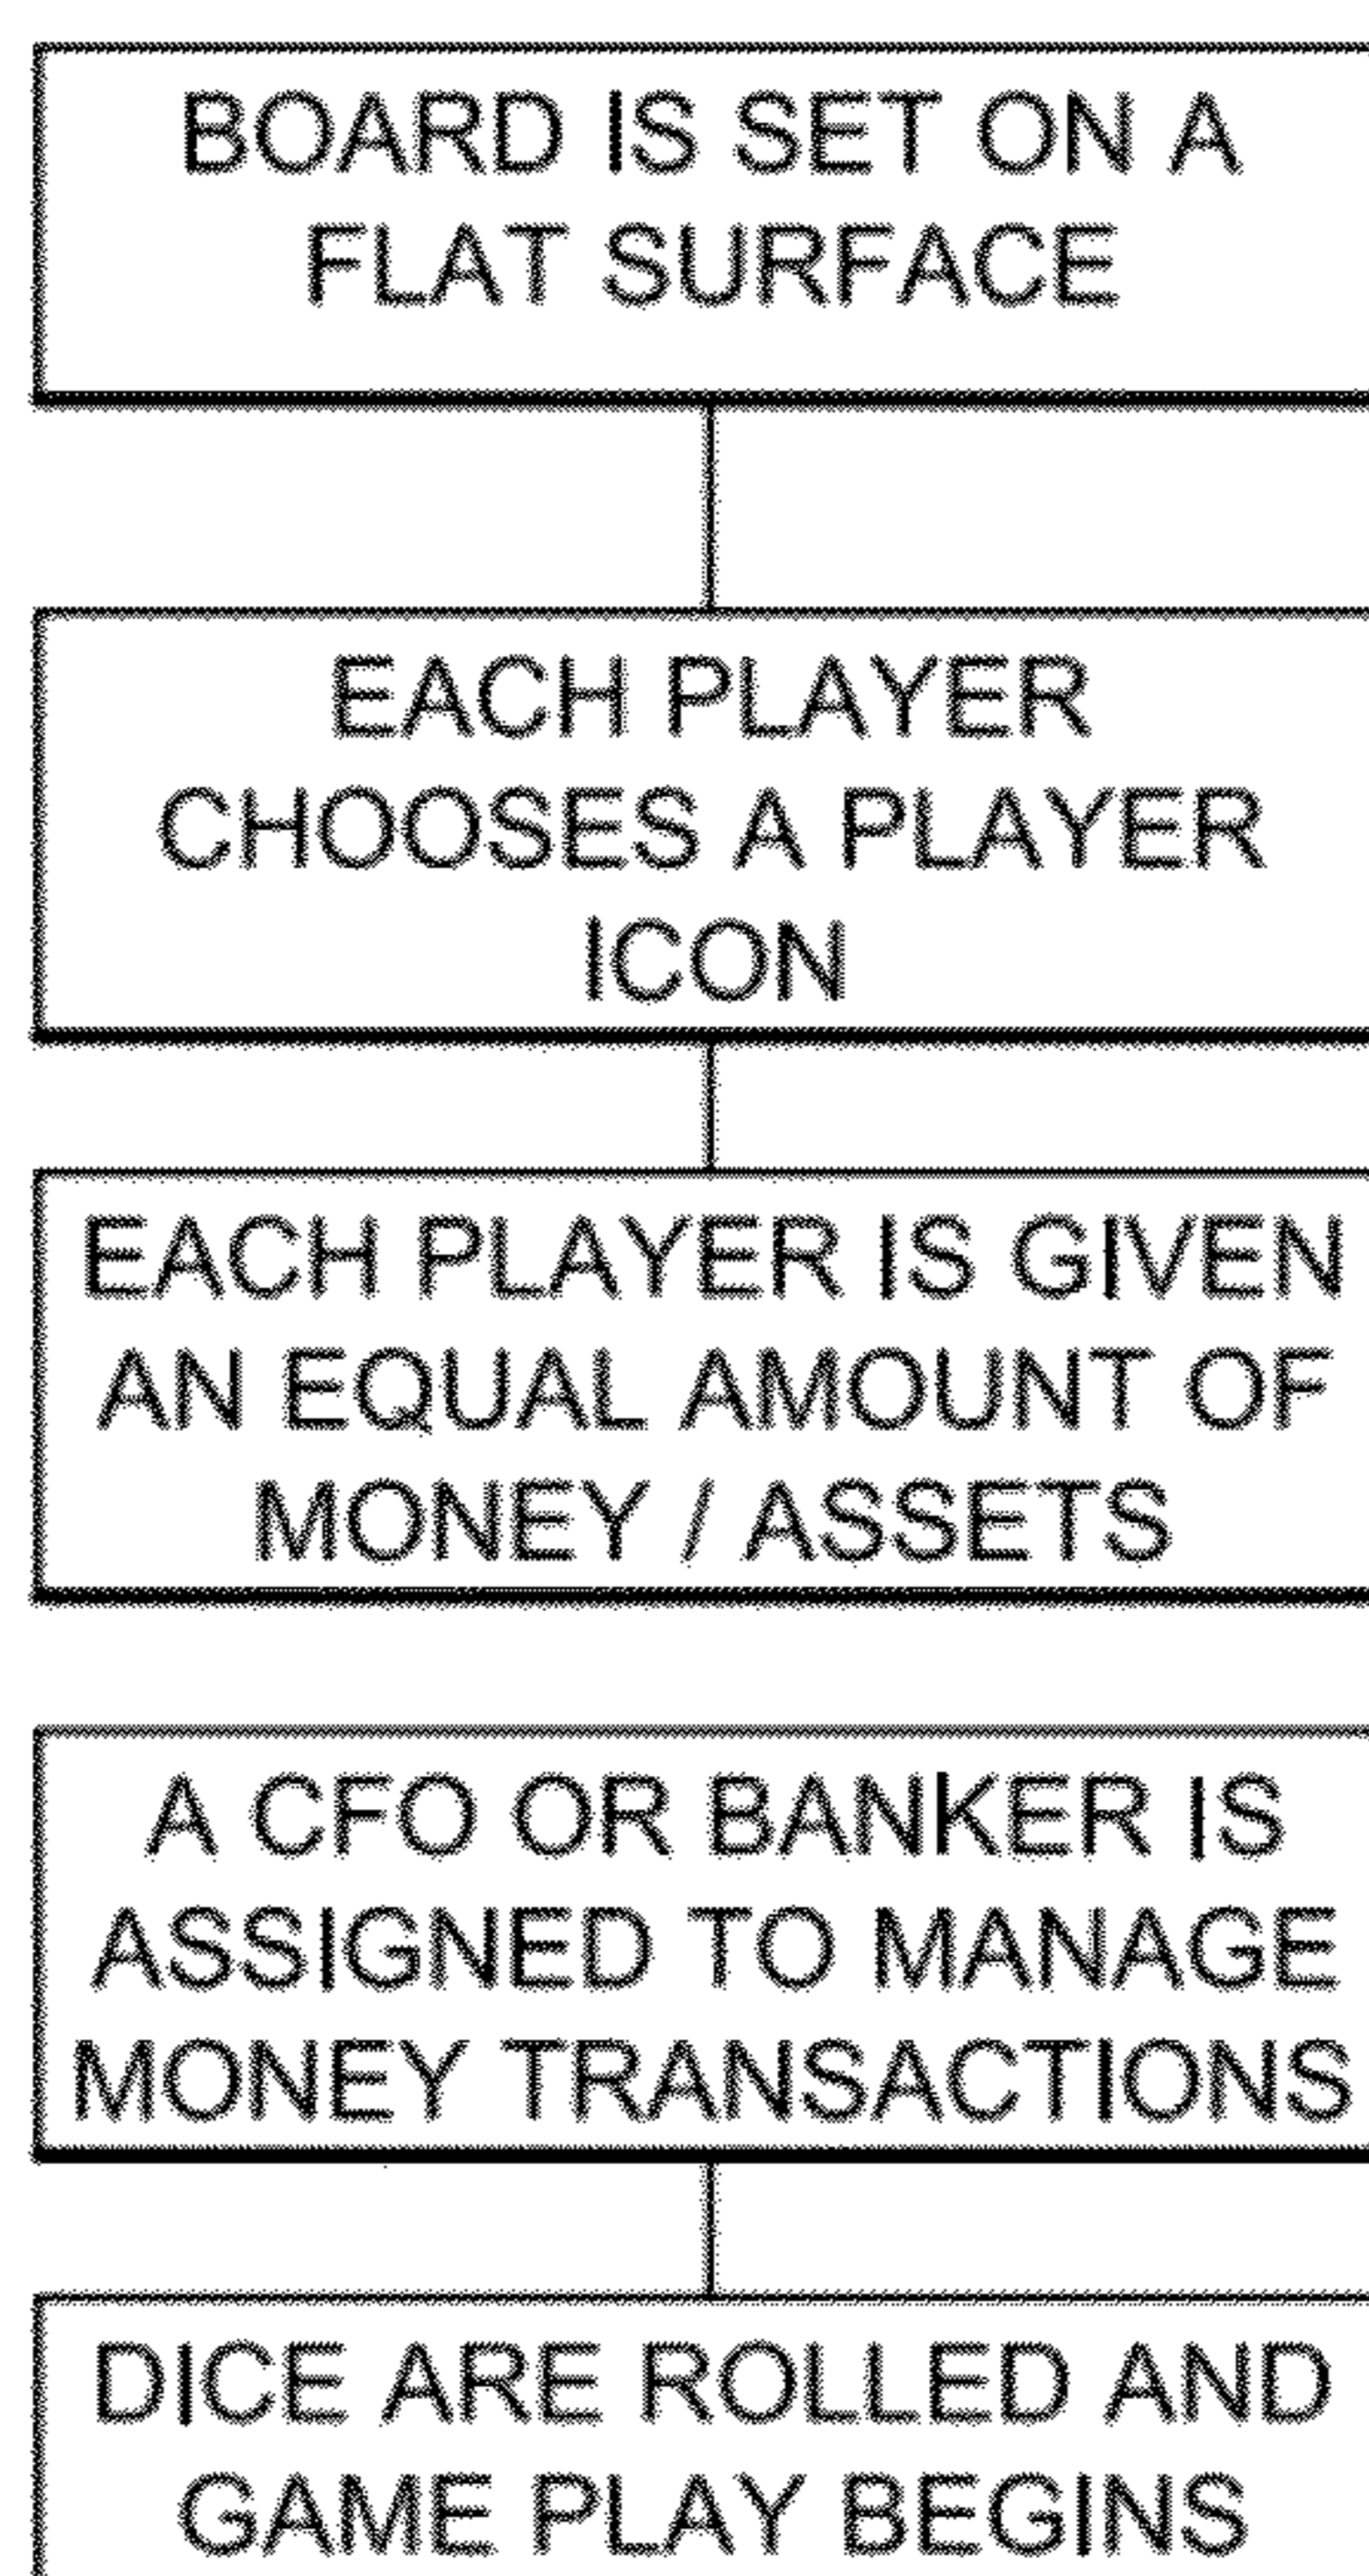 BOARD IS SET ON A
FLAT SURFACE
EACH PLAYER
CHOOSES A PLAYER
ICON
EACH PLAYER IS GIVEN
AN EQUAL AMOUNT OF
MONEY / ASSETS
A CFO OR BANKER IS
ASSIGNED TO MANAGE
MONEY TRANSACTIONS
DICE ARE ROLLED AND
GAME PLAY BEGINS